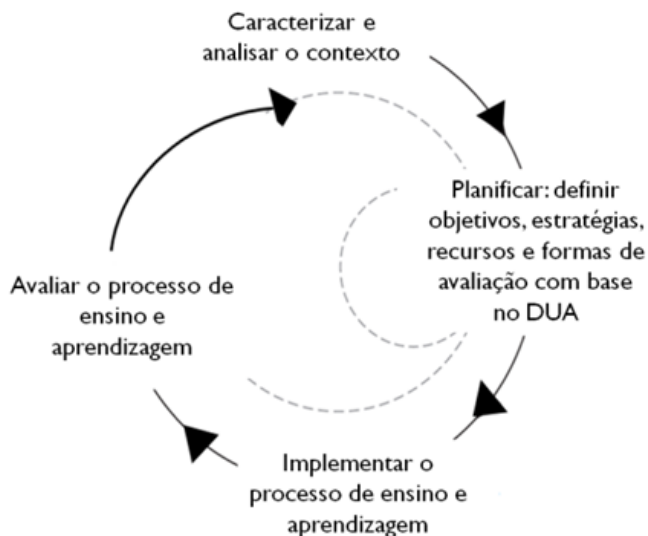 Caracterizar e
analisar o contexto
Planificar: definir
objetivos, estratégias,
recursos e formas de
avaliação com base
no DUA
Implementar o
processo de ensino e
aprendizagem
Avaliar o processo de
ensino e
aprendizagem